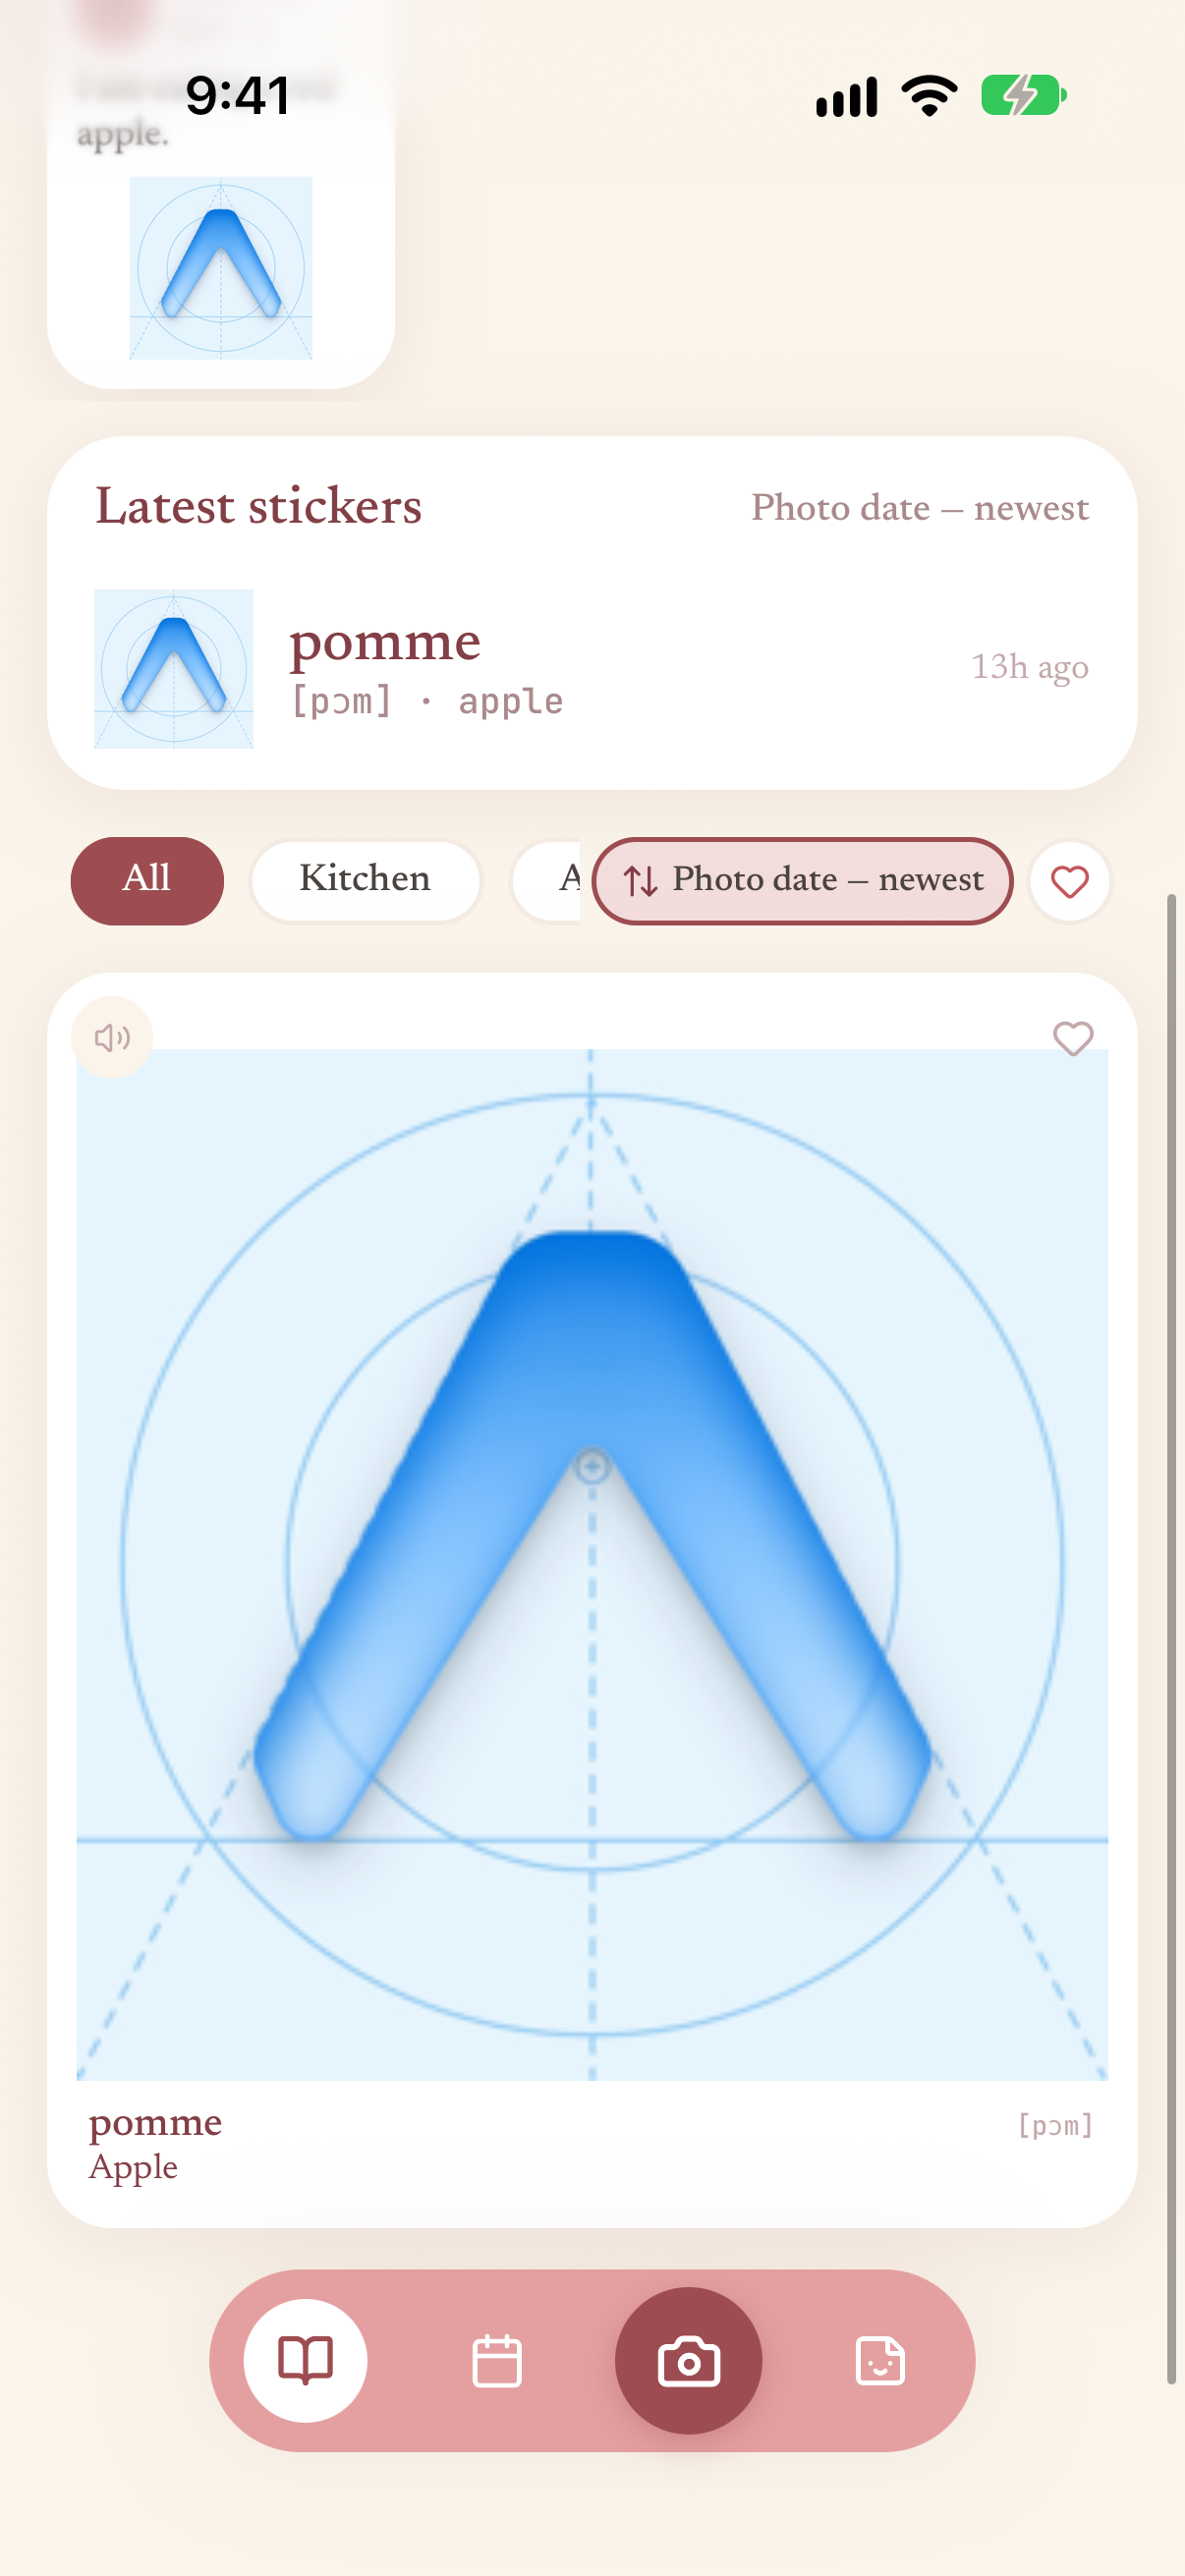 9:41
apple.
Latest stickers
Photo date – newest
pomme
[pɔm] · apple
13h ago
All
Kitchen
Photo date – newest
pomme
[pɔm]
Apple